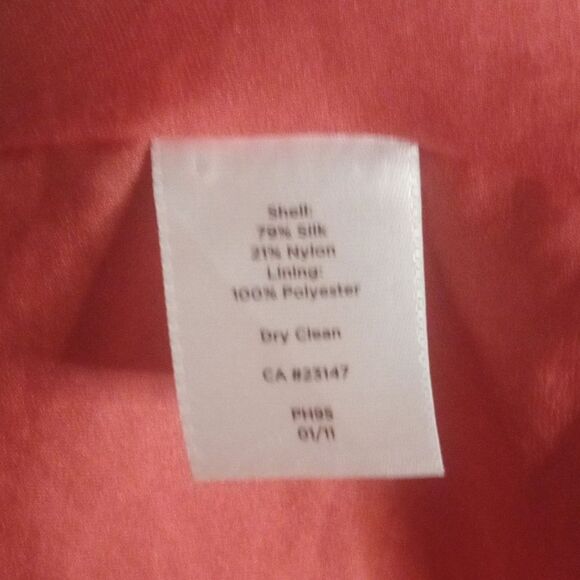 Shell:
79% Silk
21% Nylon
Lining:
100% Polyester
Dry Clean
CA #23147
PH95
01/11